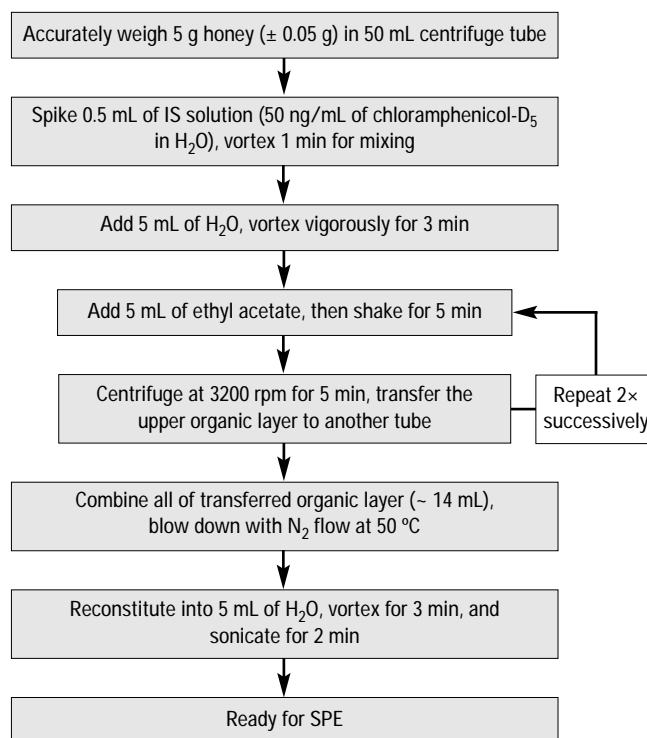 Accurately weigh 5 g honey (± 0.05 g) in 50 mL centrifuge tube
Spike 0.5 mL of IS solution (50 ng/mL of chloramphenicol-D₅
in H₂O), vortex 1 min for mixing
Add 5 mL of H₂O, vortex vigorously for 3 min
Add 5 mL of ethyl acetate, then shake for 5 min
Centrifuge at 3200 rpm for 5 min, transfer the
upper organic layer to another tube
Repeat 2×
successively
Combine all of transferred organic layer (~ 14 mL),
blow down with N₂ flow at 50 ºC
Reconstitute into 5 mL of H₂O, vortex for 3 min, and
sonicate for 2 min
Ready for SPE